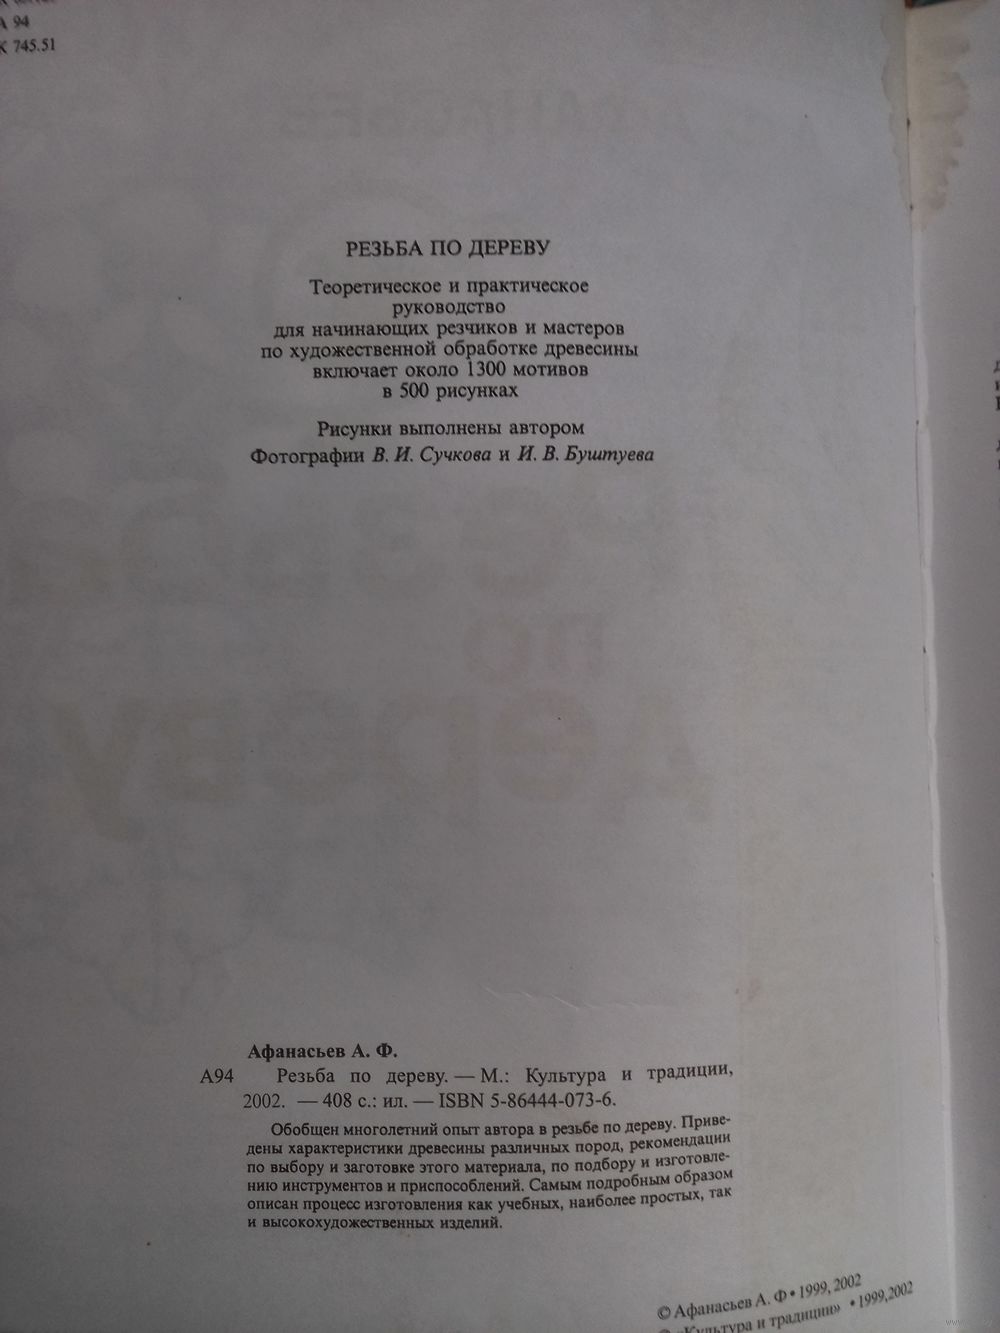 А 94
К 745.51
РЕЗЬБА ПО ДЕРЕВУ
Теоретическое и практическое
руководство
для начинающих резчиков и мастеров
по художественной обработке древесины
включает около 1300 мотивов
в 500 рисунках
Рисунки выполнены автором
Фотографии В. И. Сучкова и И. В. Буштуева
Афанасьев А. Ф.
А94 Резьба по дереву. — М.: Культура и традиции,
2002. — 408 с.: ил. — ISBN 5-86444-073-6.
Обобщен многолетний опыт автора в резьбе по дереву. Приве-
дены характеристики древесины различных пород, рекомендации
по выбору и заготовке этого материала, по подбору и изготовле-
нию инструментов и приспособлений. Самым подробным образом
описан процесс изготовления как учебных, наиболее простых, так
и высокохудожественных изделий.
© Афанасьев А. Ф • 1999, 2002
© «Культура и традиции» • 1999,2002